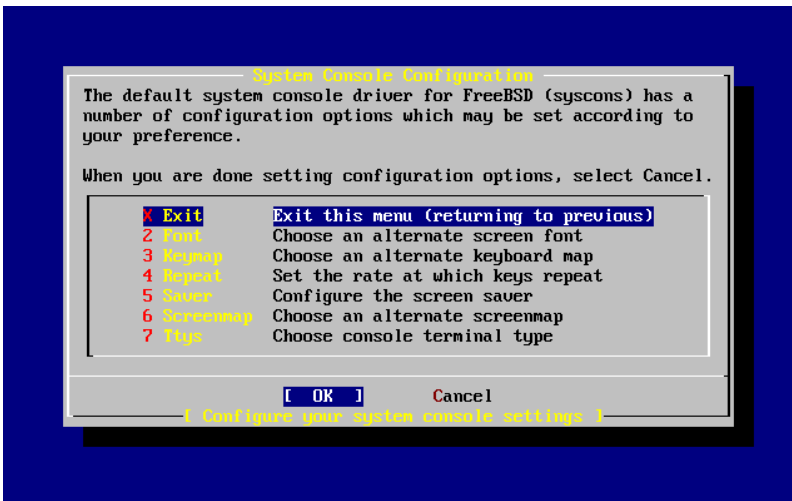 System Console Configuration
The default system console driver for FreeBSD (syscons) has a
number of configuration options which may be set according to
your preference.
When you are done setting configuration options, select Cancel.
X Exit Exit this menu (returning to previous)
2 Font Choose an alternate screen font
3 Keymap Choose an alternate keyboard map
4 Repeat Set the rate at which keys repeat
5 Saver Configure the screen saver
6 Screenmap Choose an alternate screenmap
7 Ttys Choose console terminal type
[ OK ] Cancel
[ Configure your system console settings ]